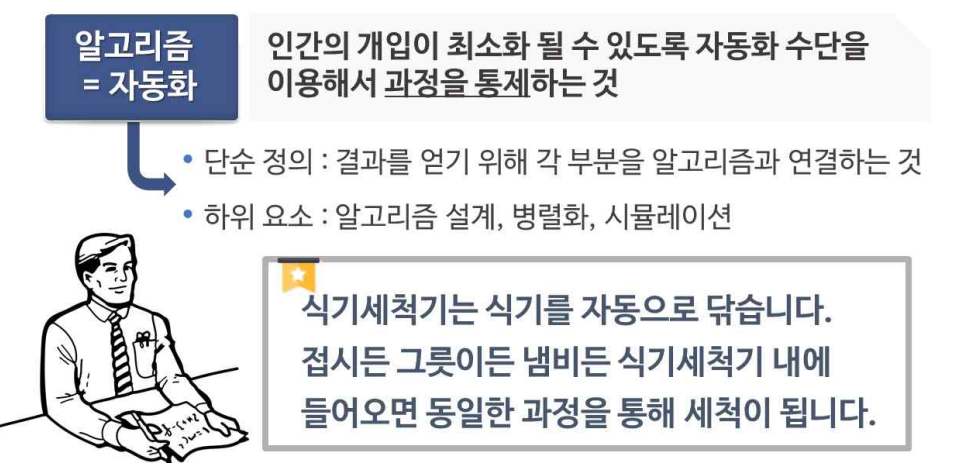 알고리즘
= 자동화
인간의 개입이 최소화 될 수 있도록 자동화 수단을
이용해서 과정을 통제하는 것
• 단순 정의 : 결과를 얻기 위해 각 부분을 알고리즘과 연결하는 것
• 하위 요소 : 알고리즘 설계, 병렬화, 시뮬레이션
식기세척기는 식기를 자동으로 닦습니다.
접시든 그릇이든 냄비든 식기세척기 내에
들어오면 동일한 과정을 통해 세척이 됩니다.